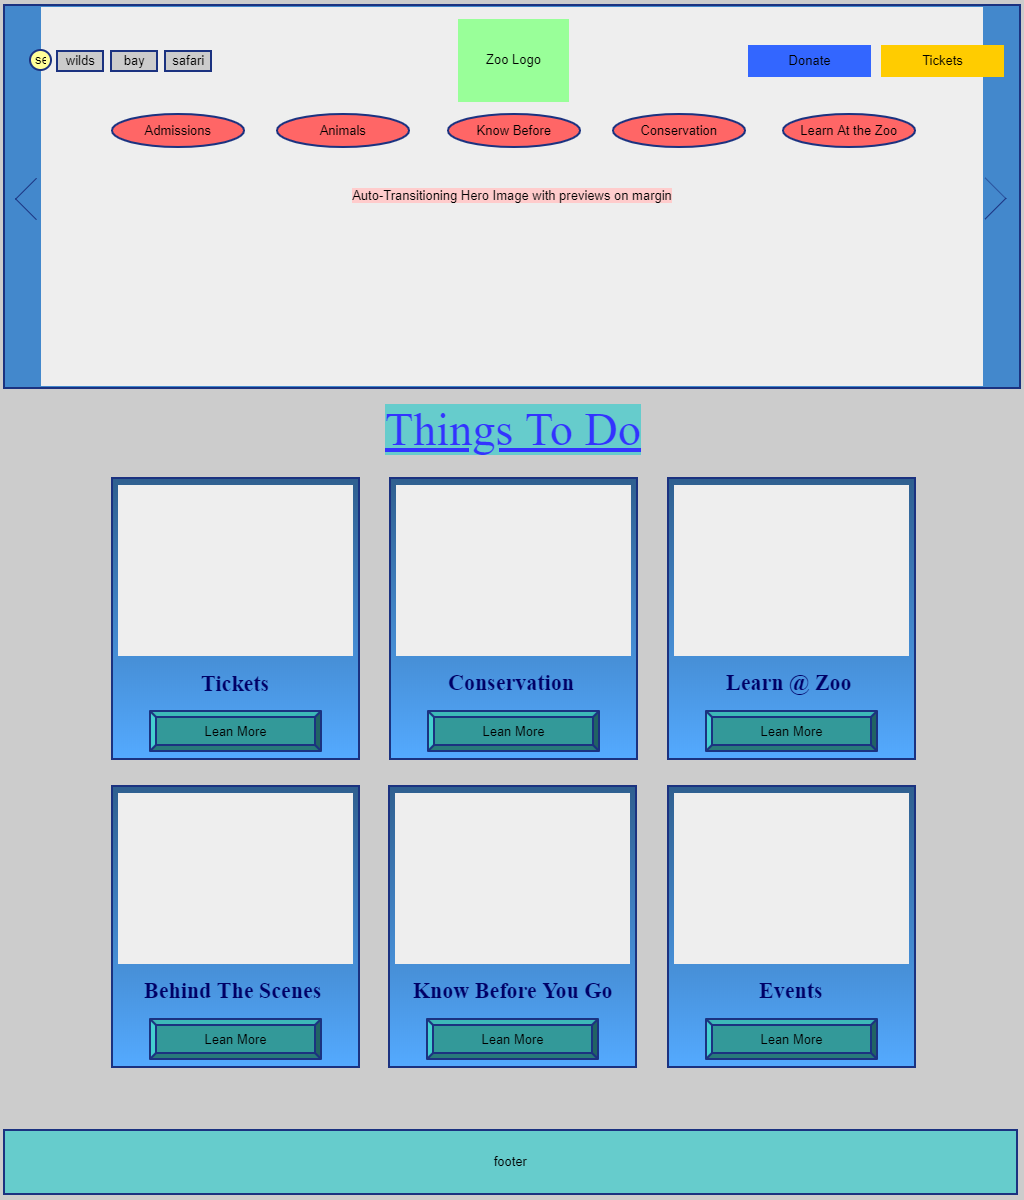 se
wilds
bay
safari
Zoo Logo
Donate
Tickets
Admissions
Animals
Know Before
Conservation
Learn At the Zoo
Auto-Transitioning Hero Image with previews on margin
Things To Do
Tickets
Conservation
Learn @ Zoo
Lean More
Lean More
Lean More
Behind The Scenes
Know Before You Go
Events
Lean More
Lean More
Lean More
footer